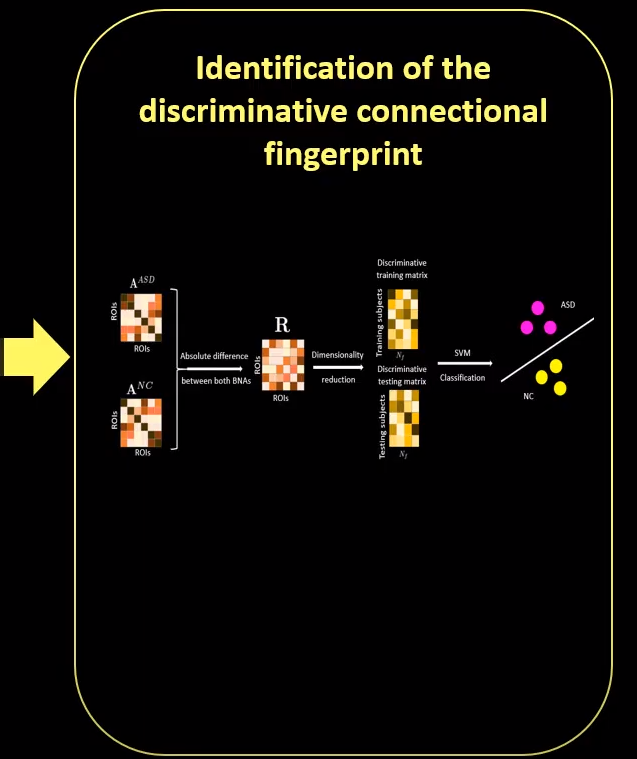 Identification of the
discriminative connectional
fingerprint
A^{ASD}
ROIs
ROIs
A^{NC}
ROIs
ROIs
Absolute difference
between both BNAs
R
ROIs
ROIs
Dimensionality
reduction
Discriminative
training matrix
Training subjects
N_f
Discriminative
testing matrix
Testing subjects
N_f
SVM
Classification
ASD
NC